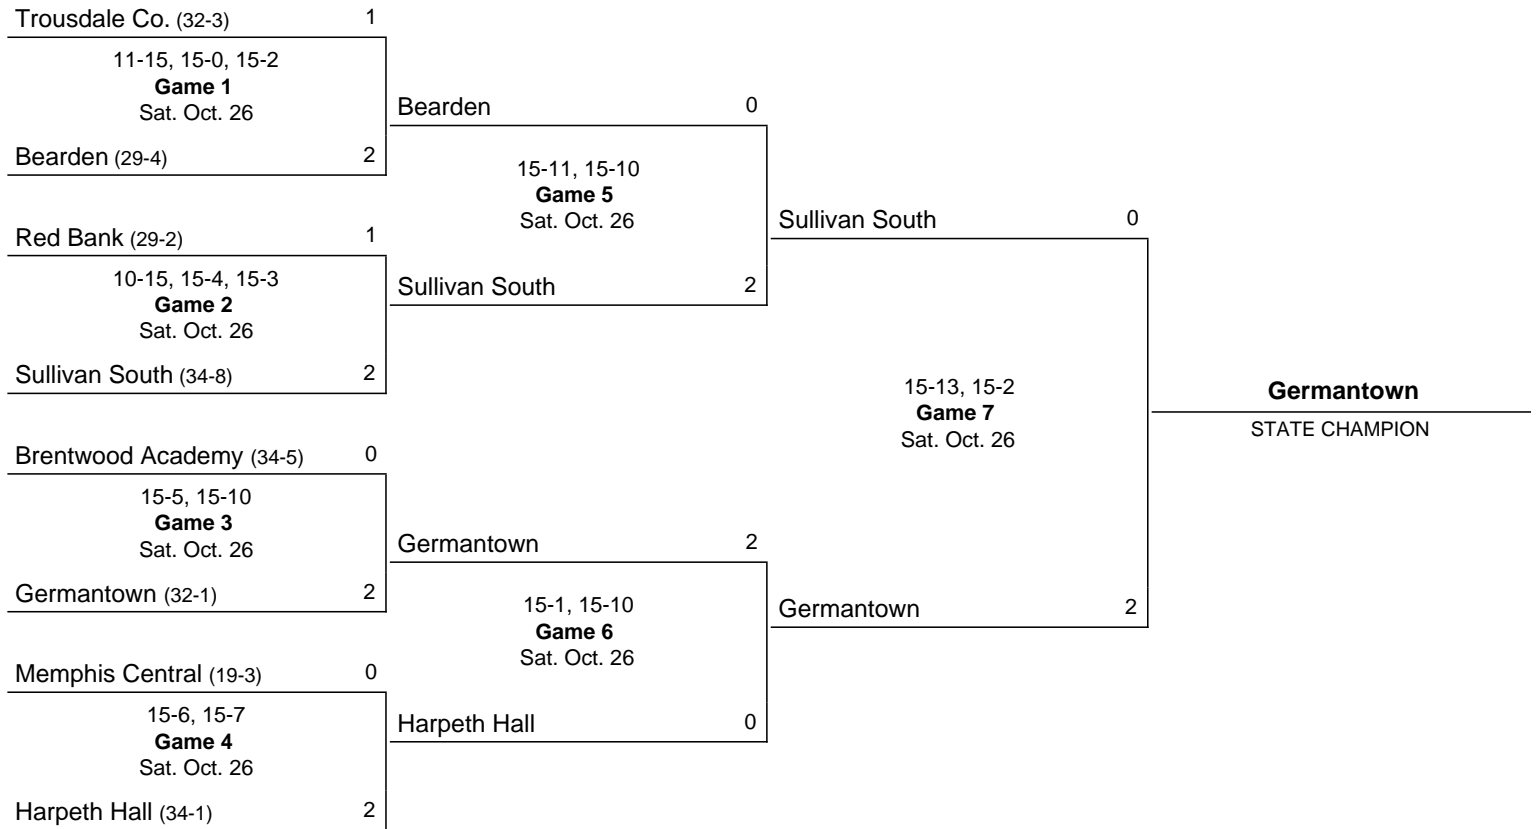 Trousdale Co. (32-3) 1
11-15, 15-0, 15-2
Game 1
Sat. Oct. 26
Bearden (29-4) 2
Red Bank (29-2) 1
10-15, 15-4, 15-3
Game 2
Sat. Oct. 26
Sullivan South (34-8) 2
Brentwood Academy (34-5) 0
15-5, 15-10
Game 3
Sat. Oct. 26
Germantown (32-1) 2
Memphis Central (19-3) 0
15-6, 15-7
Game 4
Sat. Oct. 26
Harpeth Hall (34-1) 2
Bearden 0
15-11, 15-10
Game 5
Sat. Oct. 26
Sullivan South 2
Germantown 2
15-1, 15-10
Game 6
Sat. Oct. 26
Harpeth Hall 0
Sullivan South 0
15-13, 15-2
Game 7
Sat. Oct. 26
Germantown 2
Germantown
STATE CHAMPION